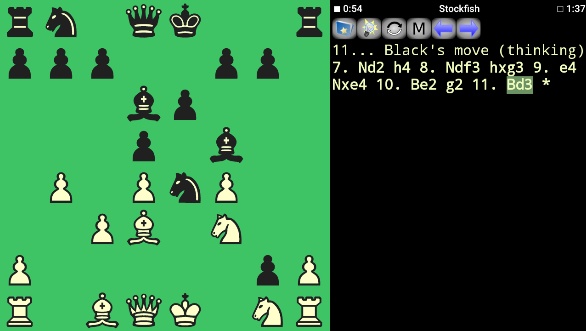 ■ 0:54 Stockfish □ 1:37
M
11... Black's move (thinking)
7. Nd2 h4 8. Ndf3 hxg3 9. e4
Nxe4 10. Be2 g2 11. Bd3 *